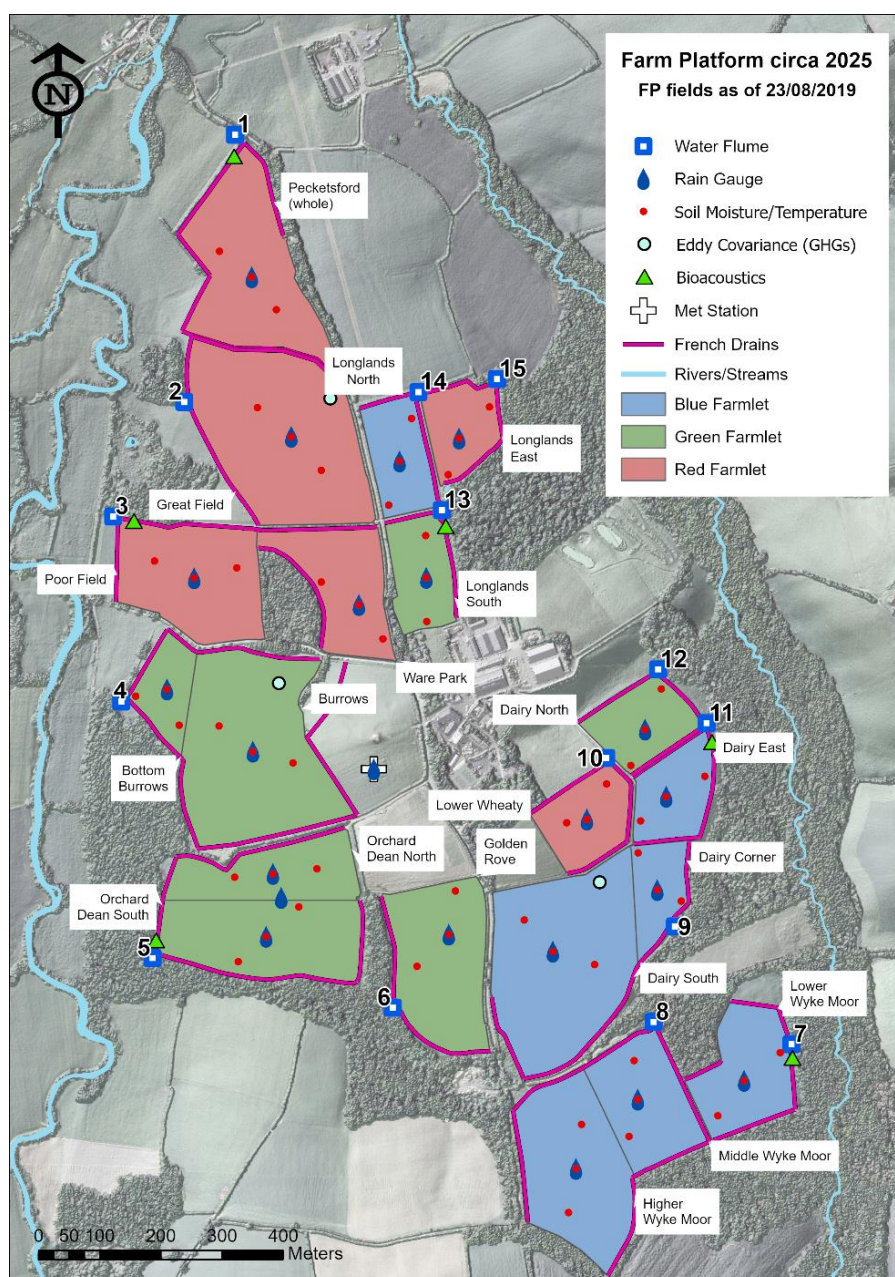 Farm Platform circa 2025
FP fields as of 23/08/2019
Water Flume
Rain Gauge
Soil Moisture/Temperature
Eddy Covariance (GHGs)
Bioacoustics
Met Station
French Drains
Rivers/Streams
Blue Farmlet
Green Farmlet
Red Farmlet
N
1
Pecketsford
(whole)
Longlands
North
14
15
2
Longlands
East
Great Field
13
3
Poor Field
Longlands
South
Ware Park
12
4
Burrows
Dairy North
11
Dairy East
Bottom
Burrows
10
Lower Wheaty
Orchard
Dean North
Golden
Rove
Dairy Corner
Orchard
Dean South
9
5
Dairy South
6
Lower
Wyke Moor
8
7
Middle Wyke Moor
Higher
Wyke Moor
0 50 100 200 300 400
Meters